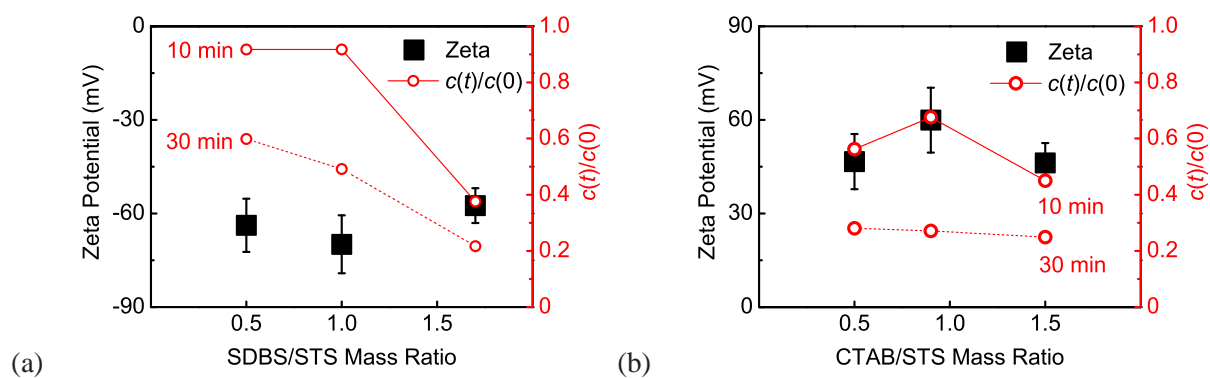 (a)
Zeta Potential (mV)
-0
-30
-60
-90
10 min
30 min
Zeta
c(t)/c(0)
1.0
0.8
0.6
0.4
0.2
0
c(t)/c(0)
0.5 1.0 1.5
SDBS/STS Mass Ratio
(b)
Zeta Potential (mV)
90
60
30
0
Zeta
c(t)/c(0)
10 min
30 min
1.0
0.8
0.6
0.4
0.2
0
c(t)/c(0)
0.5 1.0 1.5
CTAB/STS Mass Ratio